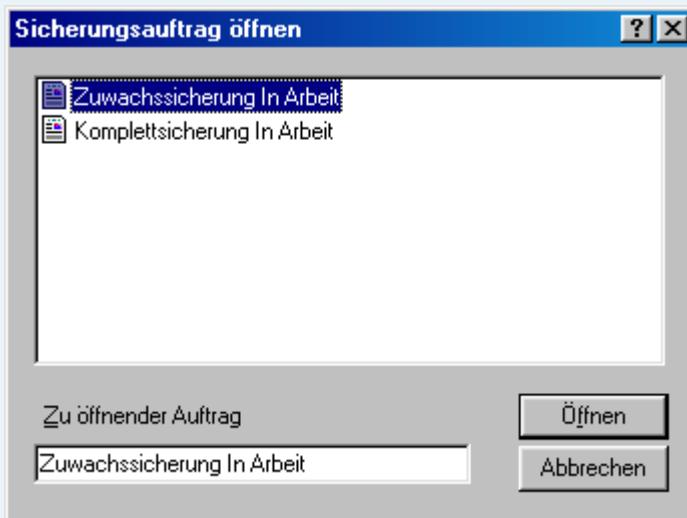 Sicherungsauftrag öffnen
Zuwachssicherung In Arbeit
Komplettsicherung In Arbeit
Zu öffnender Auftrag
Öffnen
Zuwachssicherung In Arbeit
Abbrechen